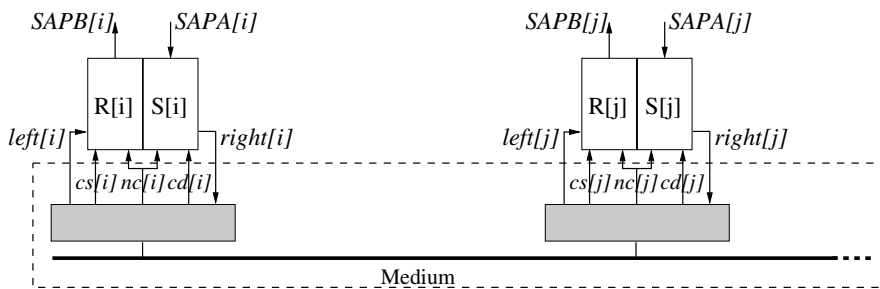 SAPB[i] SAPA[i] SAPB[j] SAPA[j]
R[i] S[i] R[j] S[j]
left[i] right[i] left[j] right[j]
cs[i] nc[i] cd[i] cs[j] nc[j] cd[j]
Medium